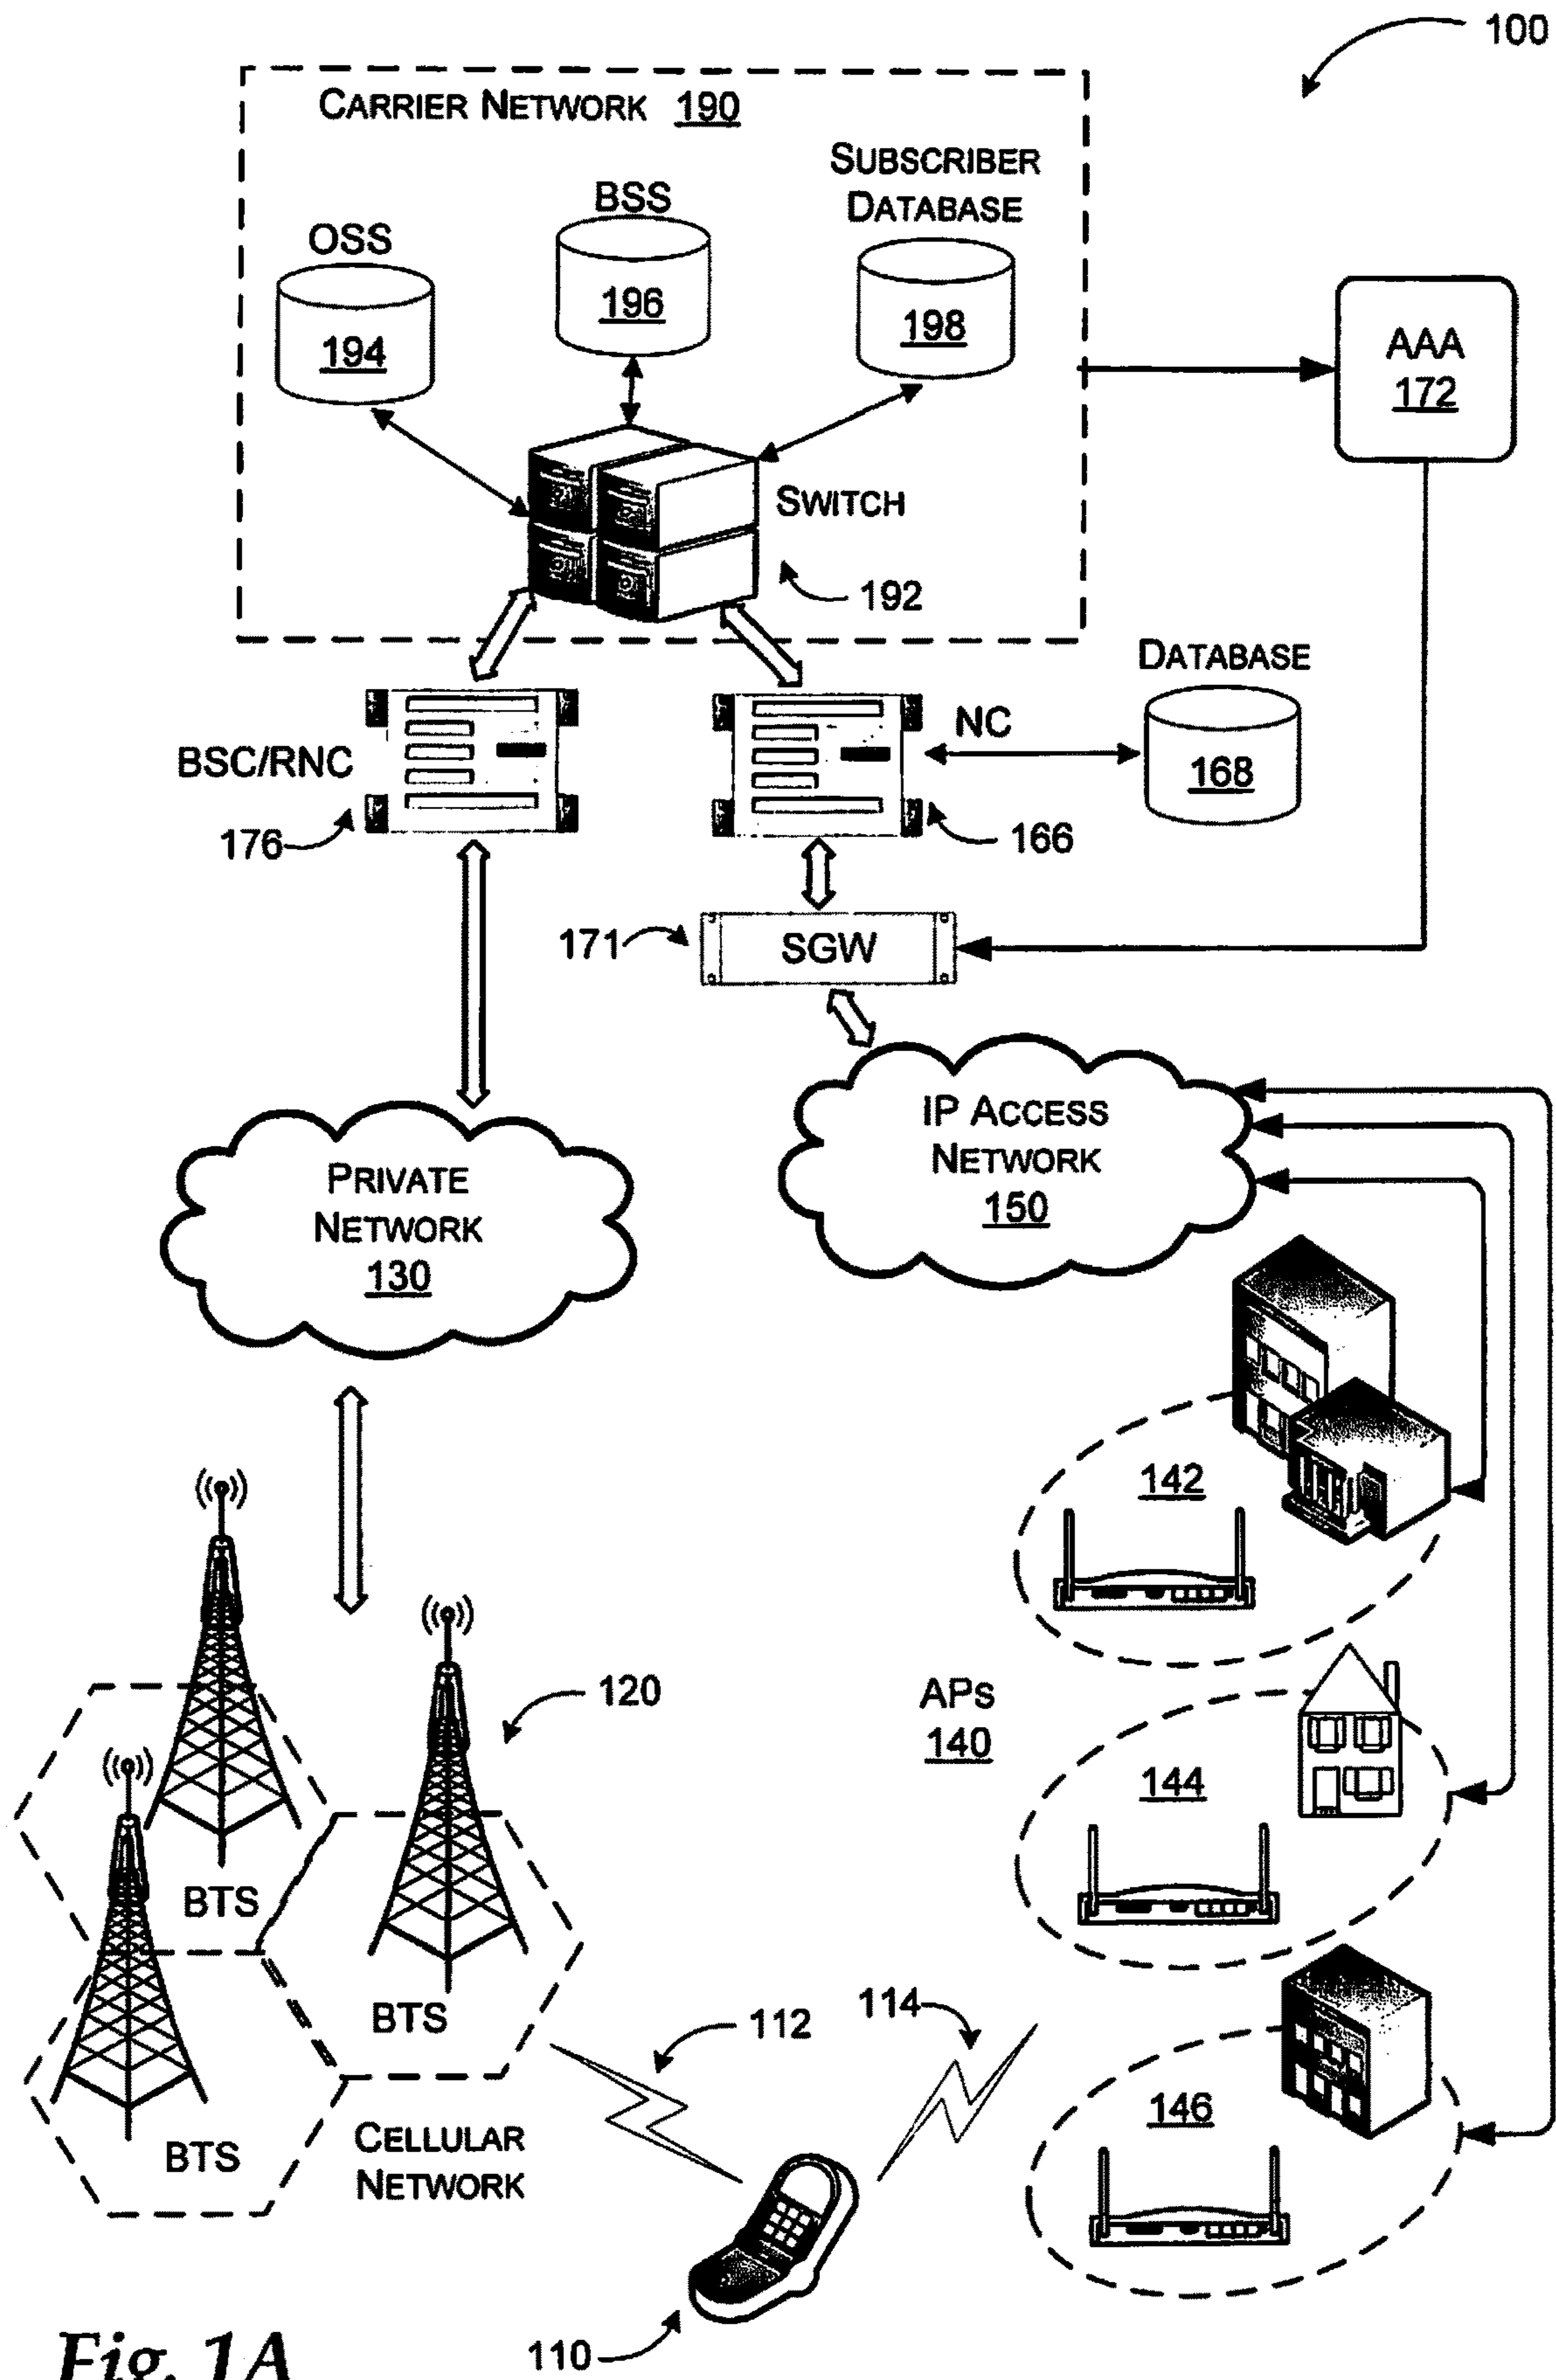 100
CARRIER NETWORK 190
SUBSCRIBER
DATABASE
BSS
OSS
196
198
194
AAA
172
SWITCH
192
DATABASE
NC
BSC/RNC
168
176
166
171
SGW
IP ACCESS
NETWORK
150
PRIVATE
NETWORK
130
142
120
APs
140
144
BTS
BTS
112
114
146
CELLULAR
NETWORK
BTS
110
Fig. 1A